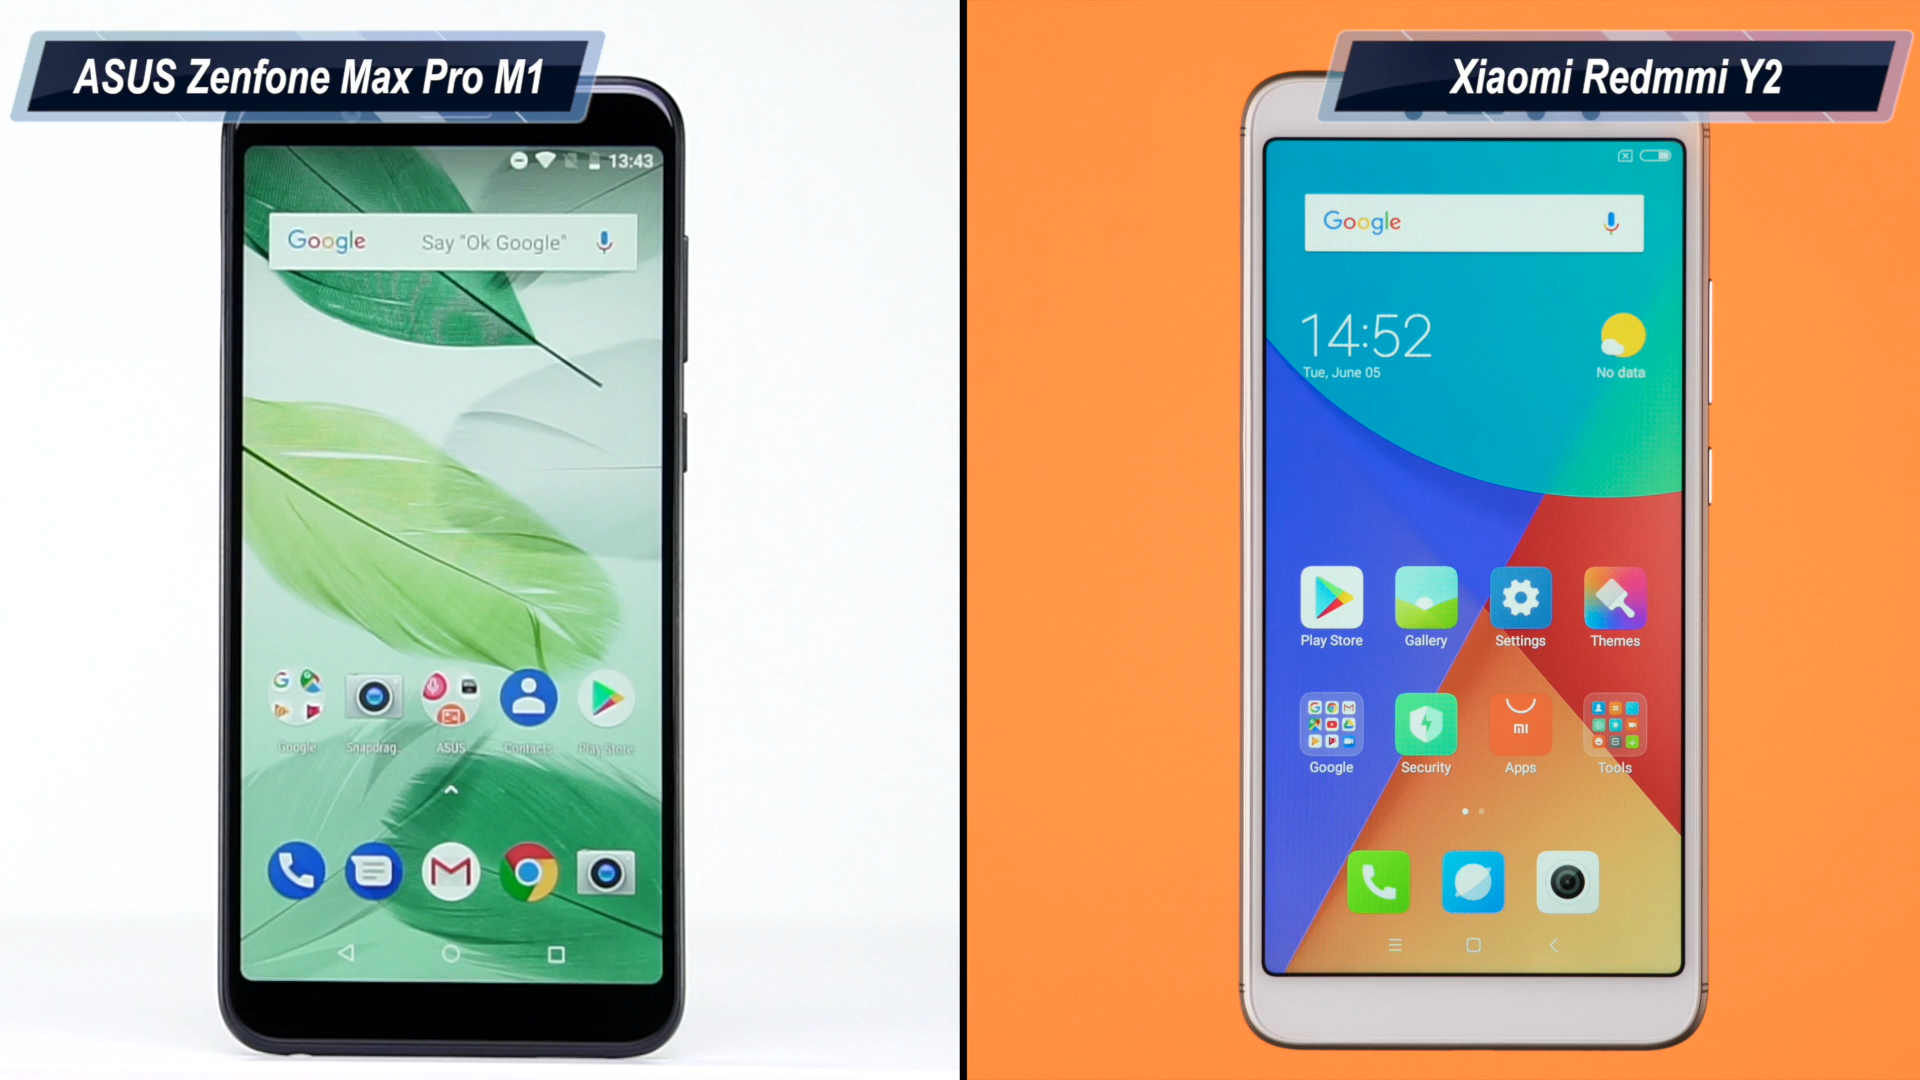 ASUS Zenfone Max Pro M1
13:43
Google Say "Ok Google"
Google Snapdrag... ASUS Contacts Play Store
Xiaomi Redmmi Y2
Google
14:52
Tue, June 05
No data
Play Store Gallery Settings Themes
mi
Google Security Apps Tools